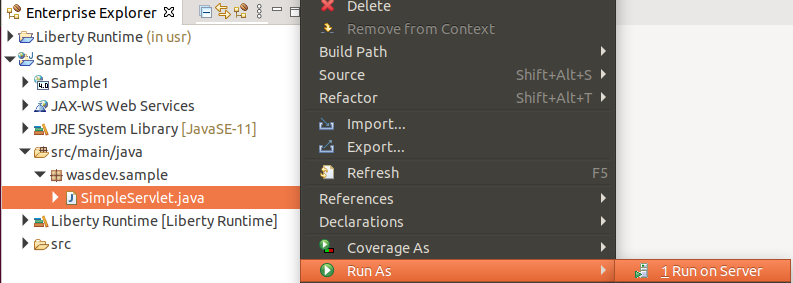 Enterprise Explorer
Liberty Runtime (in usr)
Sample1
4.0 Sample1
JAX-WS Web Services
JRE System Library [JavaSE-11]
src/main/java
wasdev.sample
J SimpleServlet.java
Liberty Runtime [Liberty Runtime]
src
Delete
Remove from Context
Build Path
Source Shift+Alt+S
Refactor Shift+Alt+T
Import...
Export...
Refresh F5
References
Declarations
Coverage As
Run As
1 Run on Server